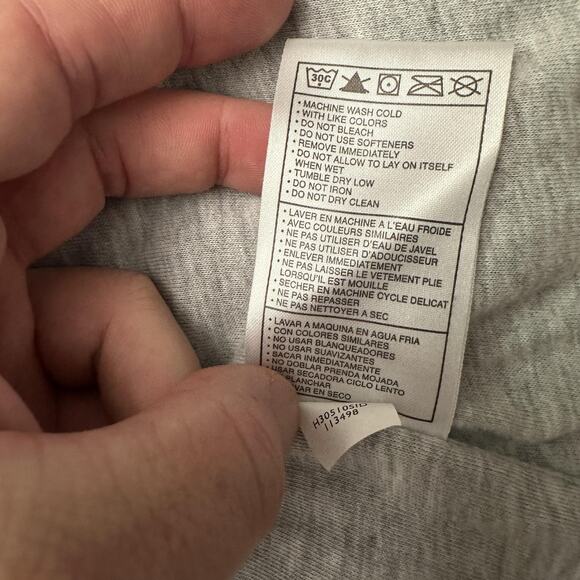 30C
• MACHINE WASH COLD
• WITH LIKE COLORS
• DO NOT BLEACH
• DO NOT USE SOFTENERS
• REMOVE IMMEDIATELY
• DO NOT ALLOW TO LAY ON ITSELF
WHEN WET
• TUMBLE DRY LOW
• DO NOT IRON
• DO NOT DRY CLEAN
• LAVER EN MACHINE A L'EAU FROIDE
• AVEC COULEURS SIMILAIRES
• NE PAS UTILISER D'EAU DE JAVEL
• NE PAS UTILISER D'ADOUCISSEUR
• ENLEVER IMMEDIATEMENT
• NE PAS LAISSER LE VETEMENT PLIE
LORSQU'IL EST MOUILLE
• SECHER EN MACHINE CYCLE DELICAT
• NE PAS REPASSER
• NE PAS NETTOYER A SEC
• LAVAR A MAQUINA EN AGUA FRIA
• CON COLORES SIMILARES
• NO USAR BLANQUEADORES
• NO USAR SUAVIZANTES
• SACAR INMEDIATAMENTE
• NO DOBLAR PRENDA MOJADA
USAR SECADORA CICLO LENTO
PLANCHAR
EN SECO
113498